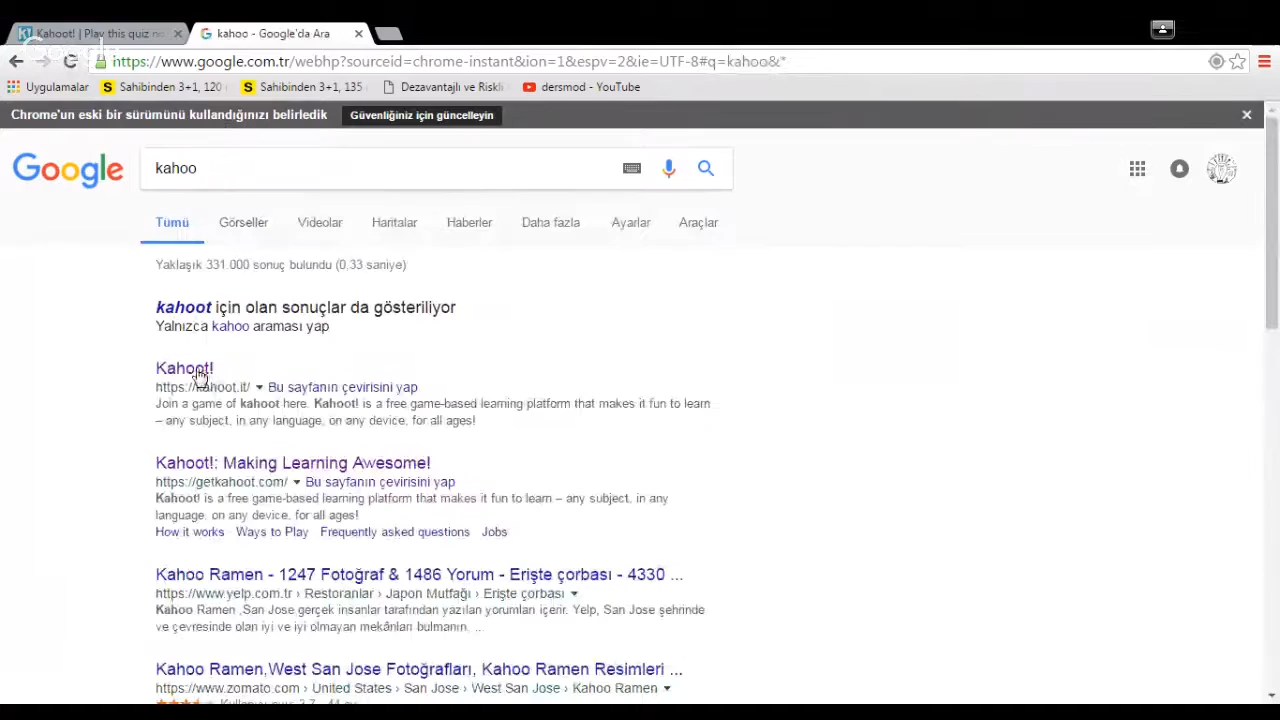 Kahoot! | Play this quiz no
kahoo - Google'da Ara
https://www.google.com.tr/webhp?sourceid=chrome-instant&ion=1&espv=2&ie=UTF-8#q=kahoo&*
Uygulamalar Sahibinden 3+1, 120 Sahibinden 3+1, 135 Dezavantajlı ve Riskli dersmod - YouTube
Chrome'un eski bir sürümünü kullandığınızı belirledik Güvenliğiniz için güncelleyin
Google kahoo
Tümü Görseller Videolar Haritalar Haberler Daha fazla Ayarlar Araçlar
Yaklaşık 331.000 sonuç bulundu (0,33 saniye)
kahoot için olan sonuçlar da gösteriliyor
Yalnızca kahoo araması yap
Kahoot!
https://kahoot.it/ Bu sayfanın çevirisini yap
Join a game of kahoot here. Kahoot! is a free game-based learning platform that makes it fun to learn
– any subject, in any language, on any device, for all ages!
Kahoot!: Making Learning Awesome!
https://getkahoot.com/ Bu sayfanın çevirisini yap
Kahoot! is a free game-based learning platform that makes it fun to learn – any subject, in any
language, on any device, for all ages!
How it works · Ways to Play · Frequently asked questions · Jobs
Kahoo Ramen - 1247 Fotoğraf & 1486 Yorum - Erişte çorbası - 4330 ...
https://www.yelp.com.tr › Restoranlar › Japon Mutfağı › Erişte çorbası
Kahoo Ramen ,San Jose gerçek insanlar tarafından yazılan yorumları içerir. Yelp, San Jose şehrinde
ve çevresinde olan iyi ve iyi olmayan mekânları bulmanın, ...
Kahoo Ramen,West San Jose Fotoğrafları, Kahoo Ramen Resimleri ...
https://www.zomato.com › United States › San Jose › West San Jose › Kahoo Ramen